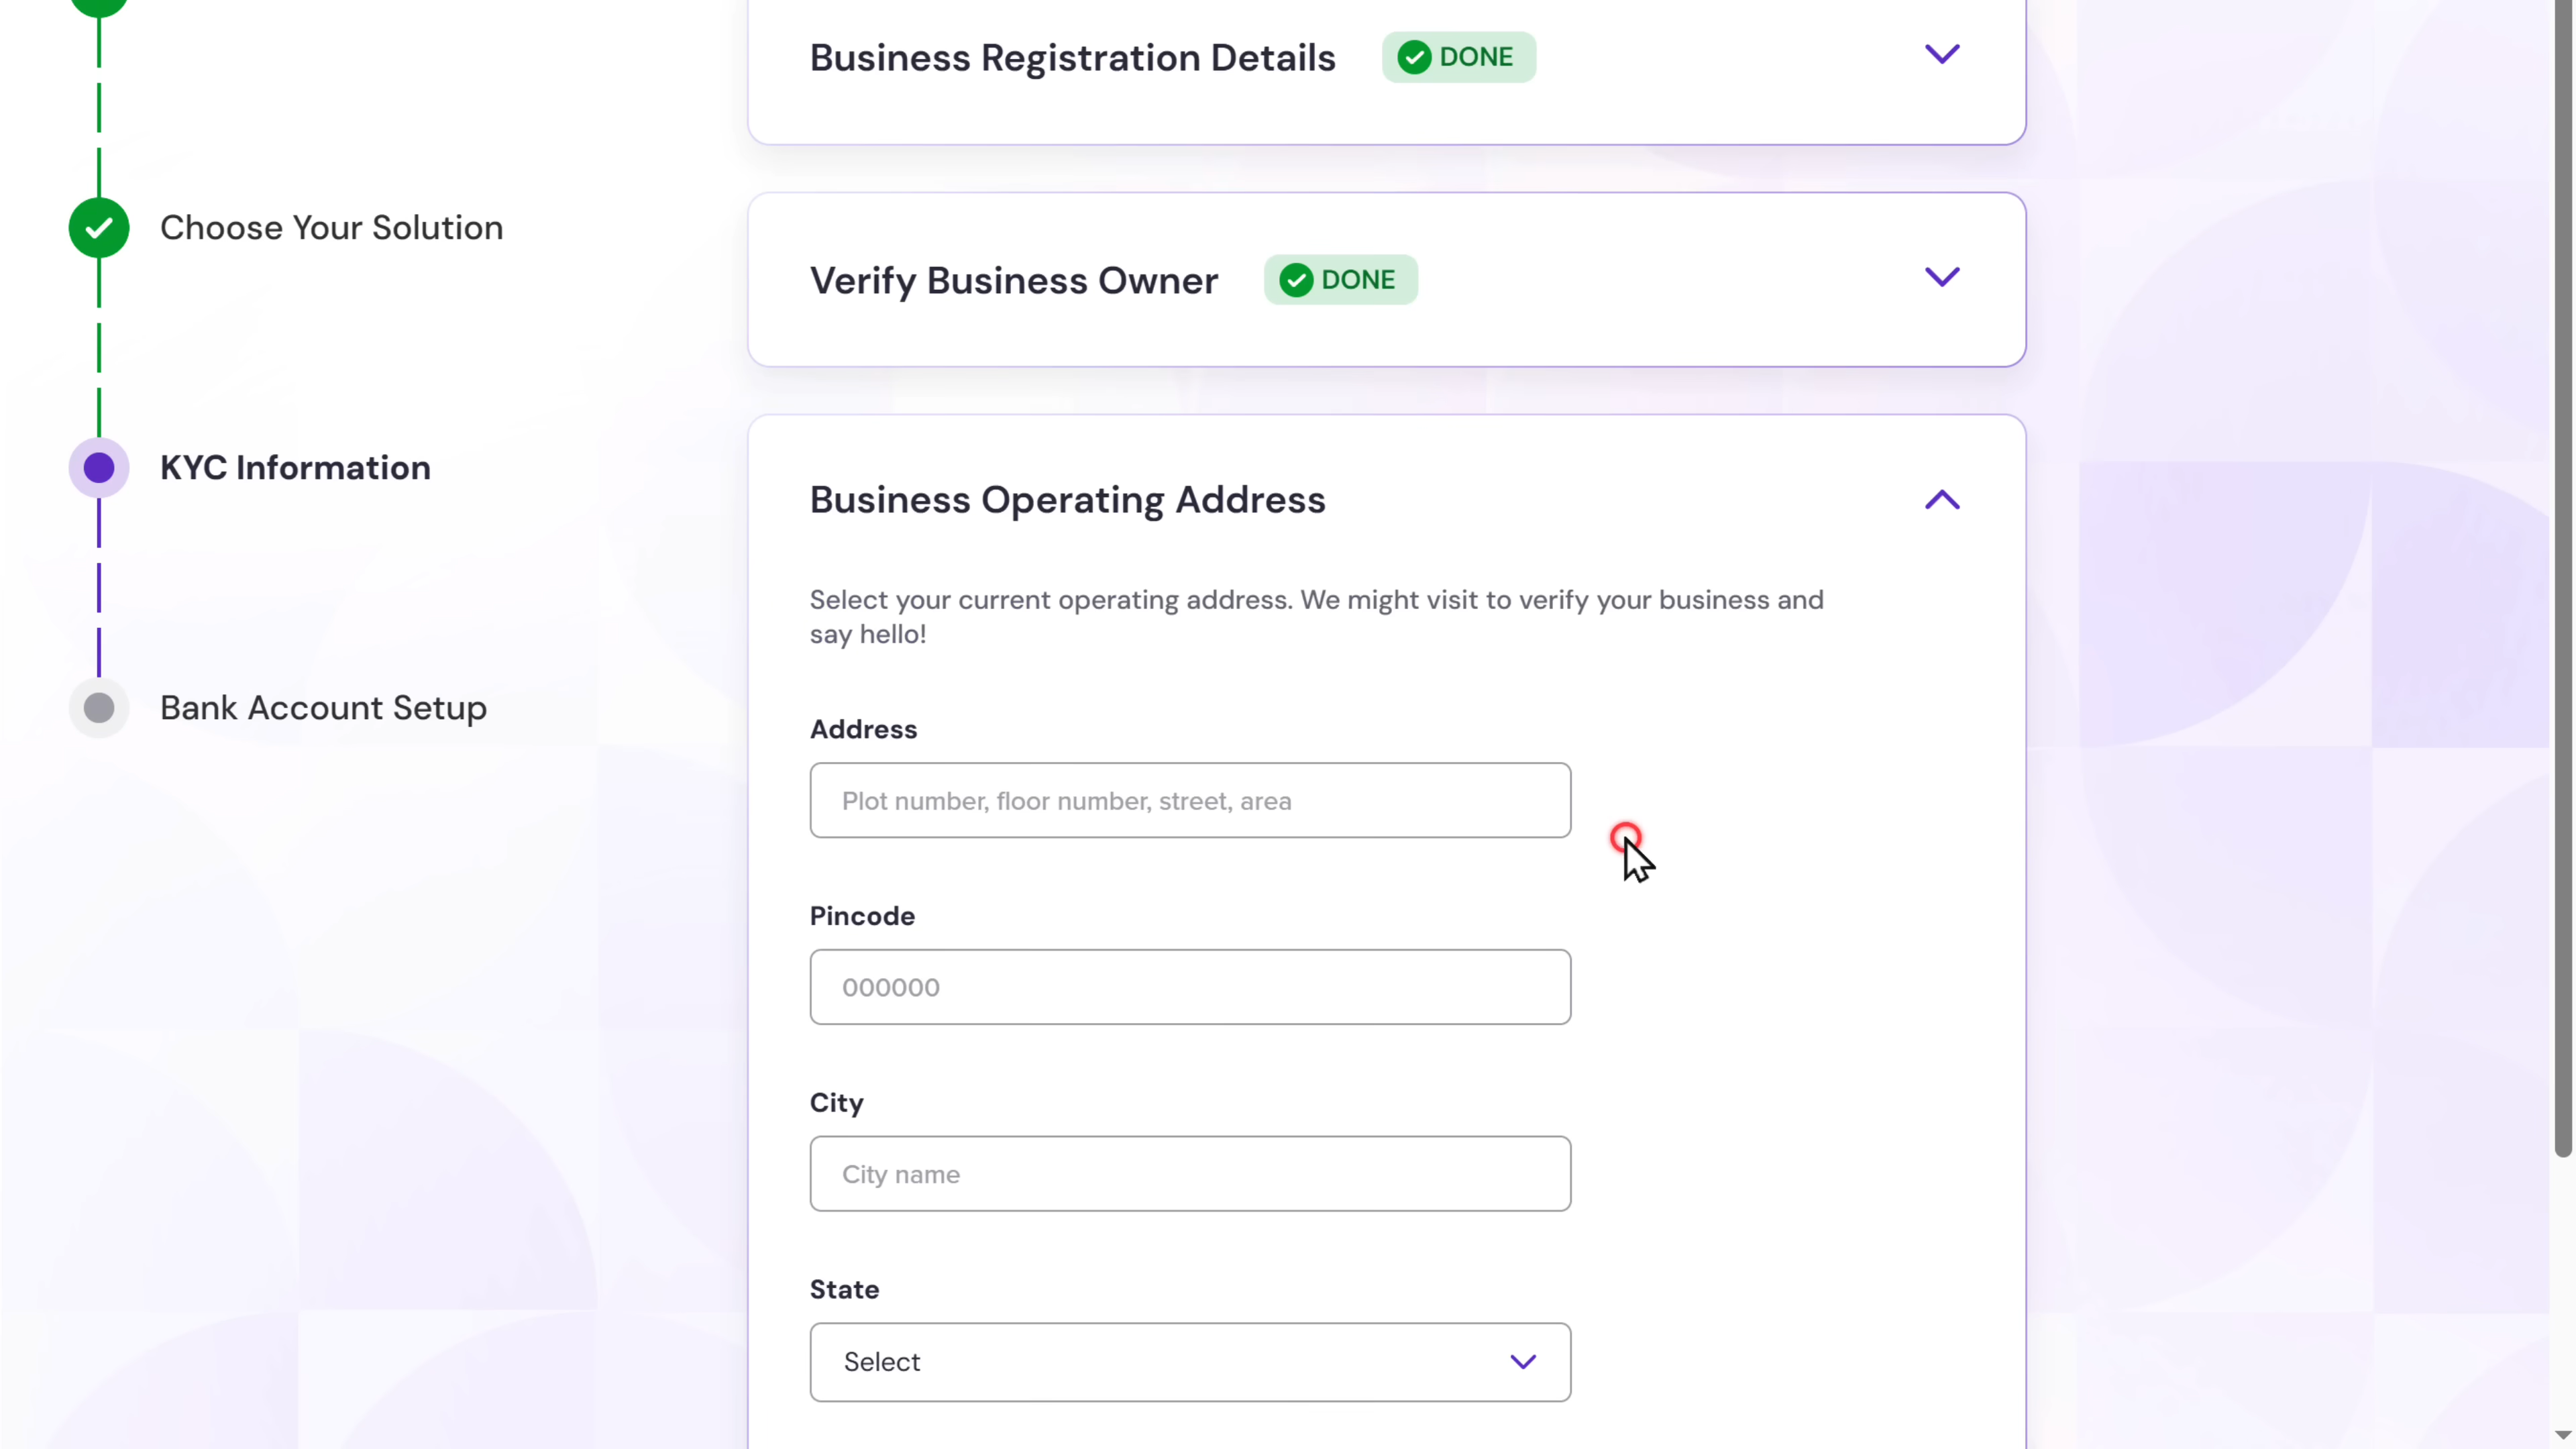 Business Registration Details
DONE
Choose Your Solution
Verify Business Owner
DONE
KYC Information
Business Operating Address
Select your current operating address. We might visit to verify your business and
say hello!
Bank Account Setup
Address
Plot number, floor number, street, area
Pincode
000000
City
City name
State
Select